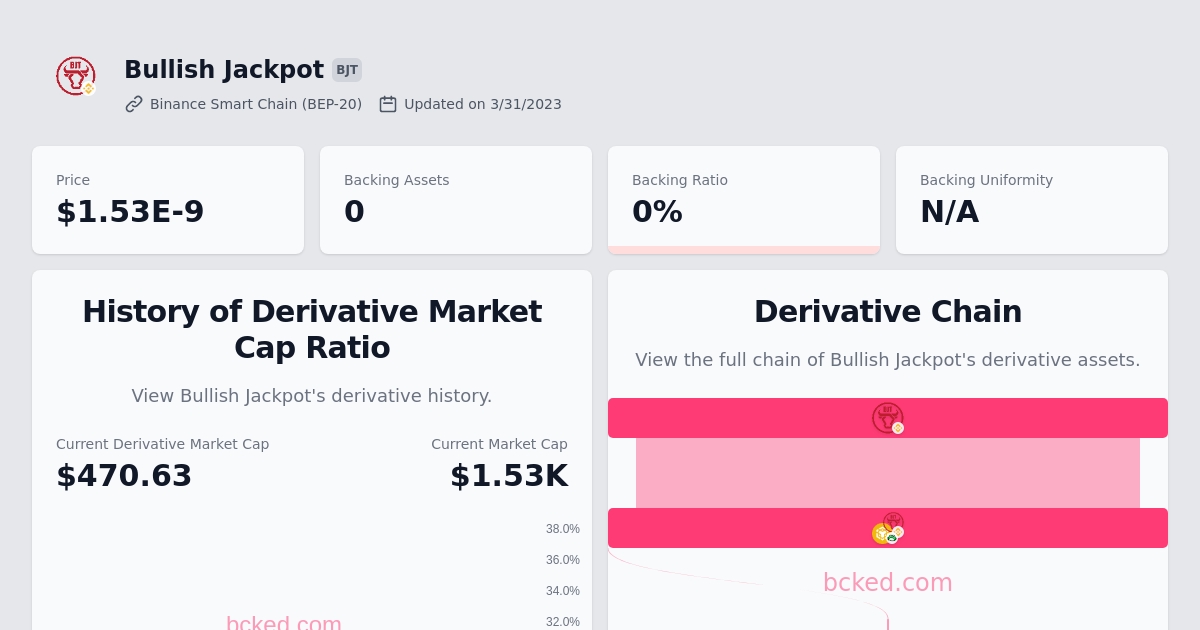 Bullish Jackpot BJT
Binance Smart Chain (BEP-20) Updated on 3/31/2023
Price
$1.53E-9
Backing Assets
0
Backing Ratio
0%
Backing Uniformity
N/A
History of Derivative Market
Cap Ratio
View Bullish Jackpot's derivative history.
Current Derivative Market Cap
$470.63
Current Market Cap
$1.53K
38.0%
36.0%
34.0%
32.0%
bcked.com
Derivative Chain
View the full chain of Bullish Jackpot's derivative assets.
BJT
bcked.com